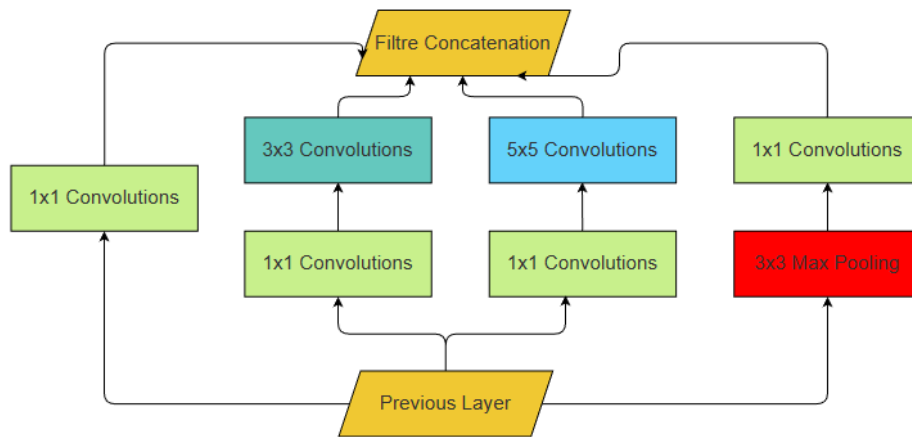 Filtre Concatenation
3x3 Convolutions
5x5 Convolutions
1x1 Convolutions
1x1 Convolutions
1x1 Convolutions
1x1 Convolutions
3x3 Max Pooling
Previous Layer